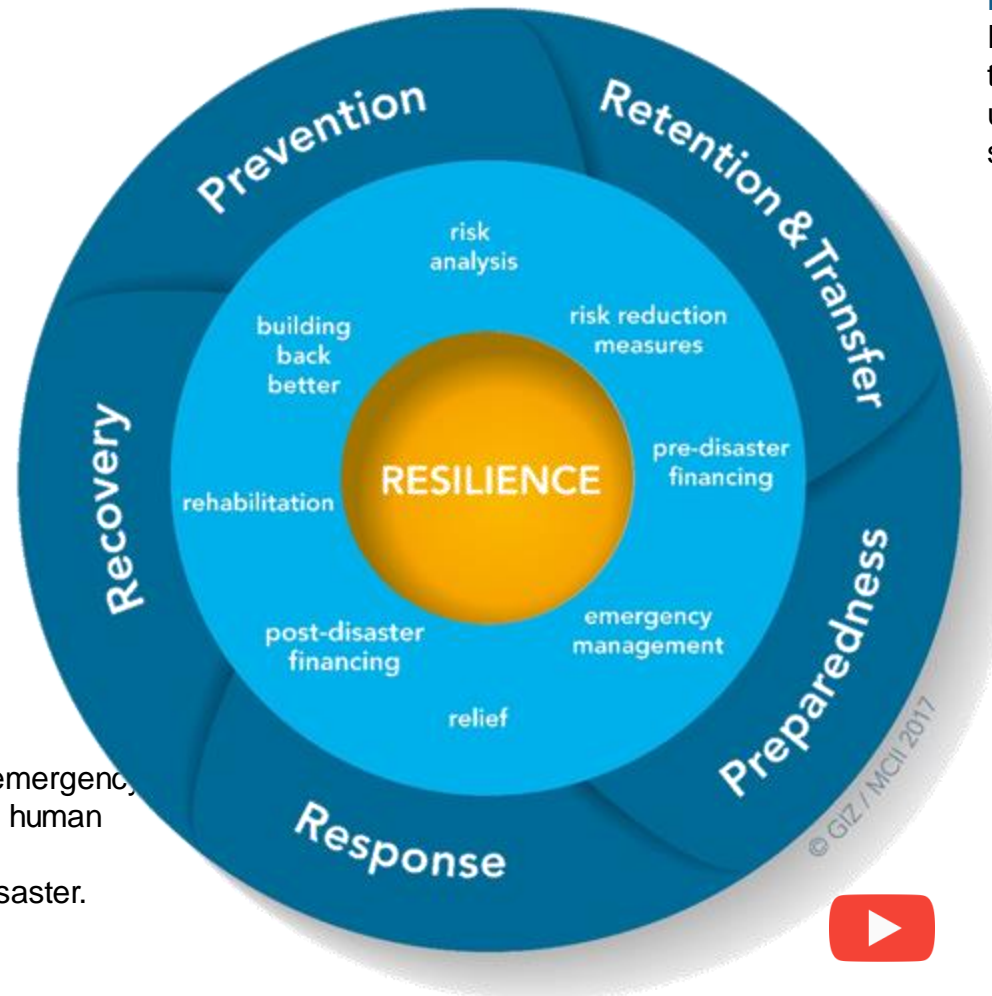 Prevention
Retention & Transfer
Preparedness
Response
Recovery
risk
analysis
risk reduction
measures
pre-disaster
financing
emergency
management
relief
post-disaster
financing
rehabilitation
building
back
better
RESILIENCE
emergency
human
saster.
© GIZ / MCII 2017